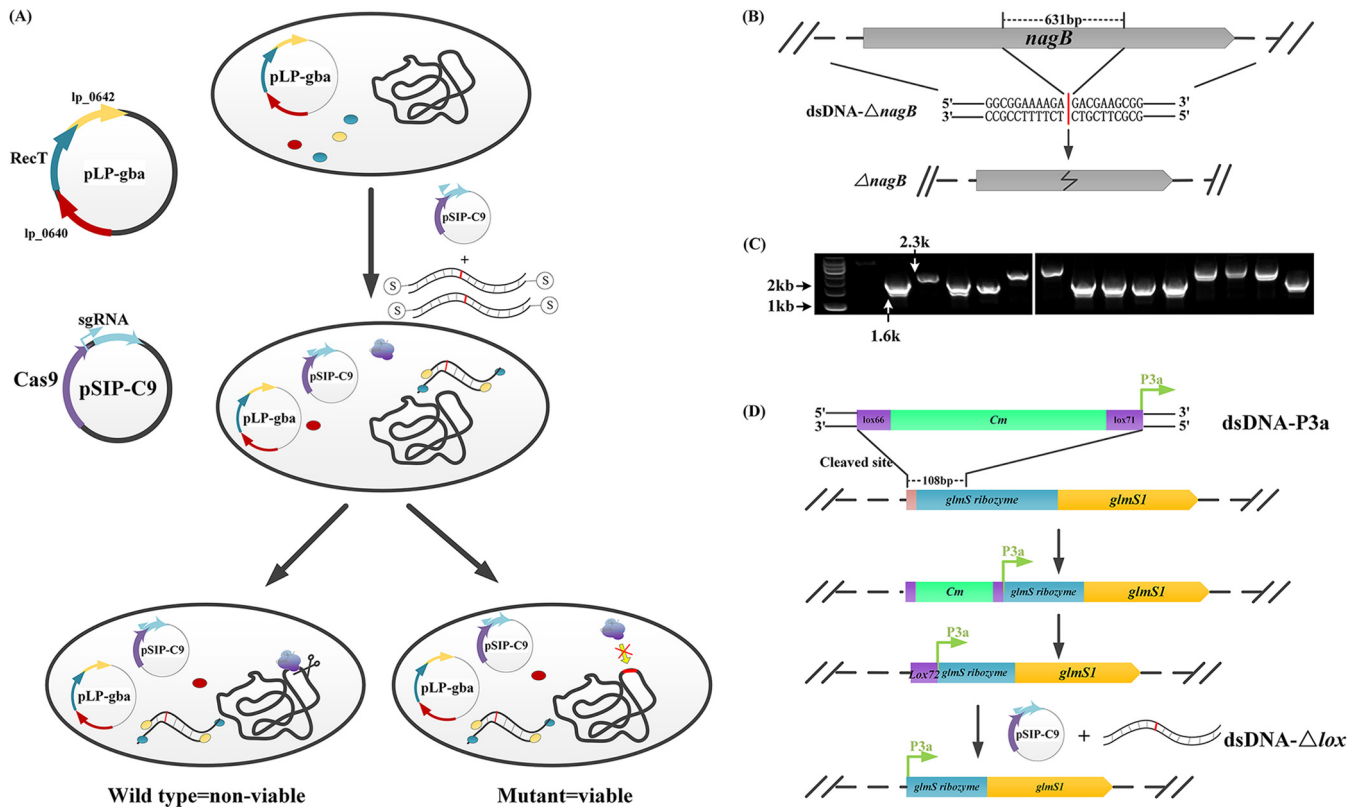 (A)
pLP-gba
lp_0642
RecT
pLP-gba
lp_0640
pSIP-C9
+
S
S
S
S
sgRNA
Cas9
pSIP-C9
pSIP-C9
pLP-gba
pSIP-C9
pLP-gba
Wild type=non-viable
pSIP-C9
pLP-gba
Mutant=viable
(B)
631bp
nagB
dsDNA-△nagB
5' GGCGGAAAAGA GACGAAGCGG 3'
3' CCGCCTTTTCT CTGCTTCGCG 5'
△nagB
(C)
2.3k
2kb
1kb
1.6k
(D)
P3a
5' 3'
3' 5'
lox66 Cm lox71
dsDNA-P3a
Cleaved site
108bp
glmS ribozyme glmS1
P3a
Cm glmS ribozyme glmS1
P3a
Lox72 glmS ribozyme glmS1
pSIP-C9 + dsDNA-△lox
P3a
glmS ribozyme glmS1